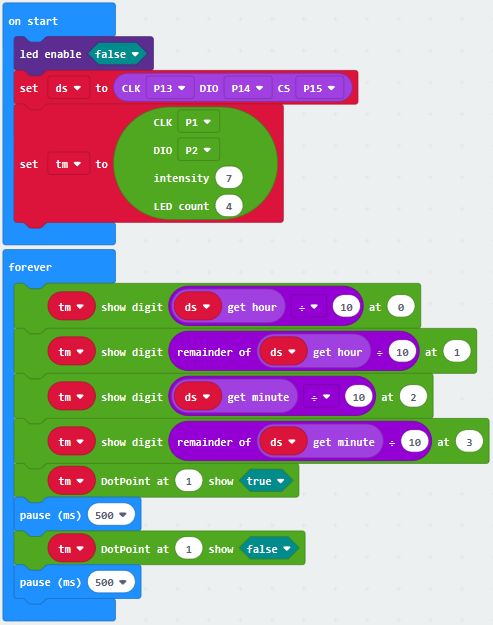 on start
led enable false
set ds to CLK P13 DIO P14 CS P15
CLK P1
DIO P2
set tm to
intensity 7
LED count 4
forever
tm show digit ds get hour ÷ 10 at 0
tm show digit remainder of ds get hour ÷ 10 at 1
tm show digit ds get minute ÷ 10 at 2
tm show digit remainder of ds get minute ÷ 10 at 3
tm DotPoint at 1 show true
pause (ms) 500
tm DotPoint at 1 show false
pause (ms) 500